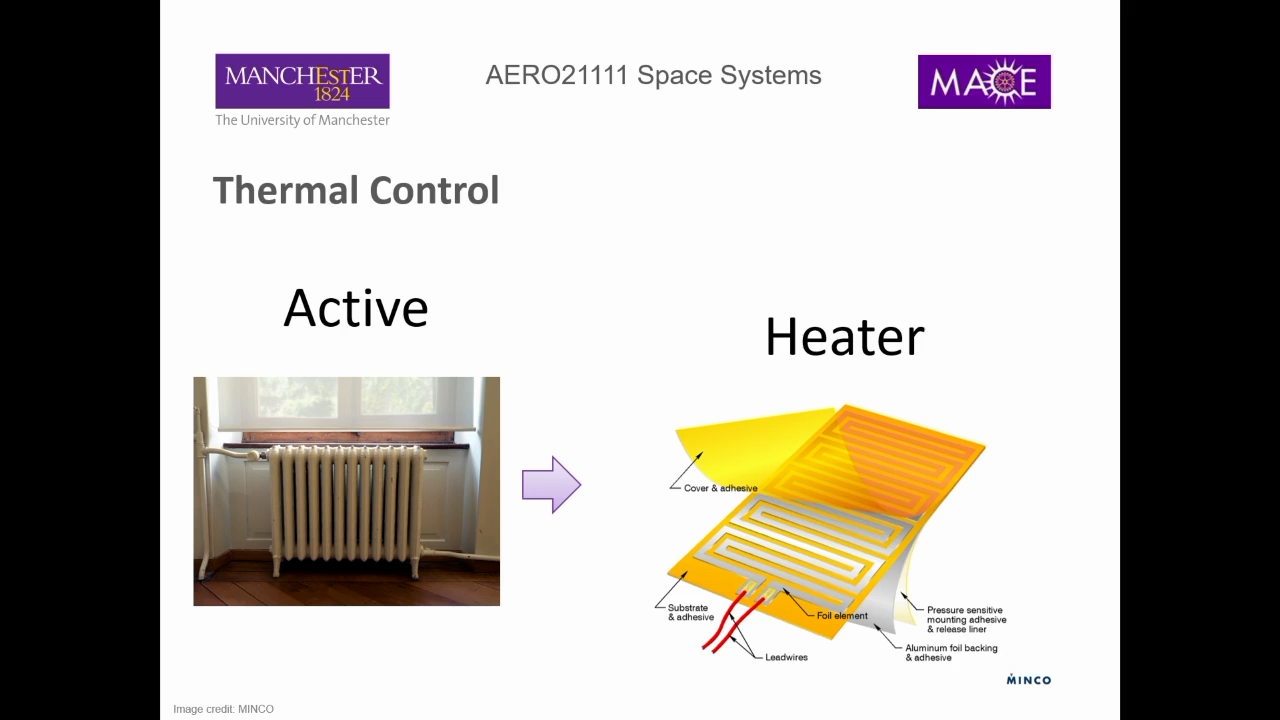 MANCHESTER
1824
The University of Manchester
AERO21111 Space Systems
MACE
Thermal Control
Active
Heater
Cover & adhesive
Substrate
& adhesive
Foil element
Leadwires
Pressure sensitive
mounting adhesive
& release liner
Aluminum foil backing
& adhesive
MINCO
Image credit: MINCO